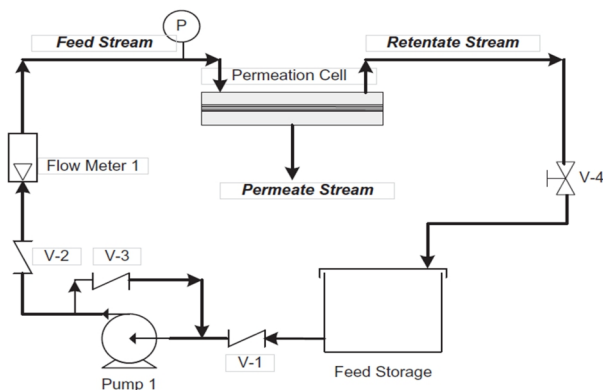 P
Feed Stream
Retentate Stream
Permeation Cell
Flow Meter 1
Permeate Stream
V-4
V-2
V-3
V-1
Pump 1
Feed Storage